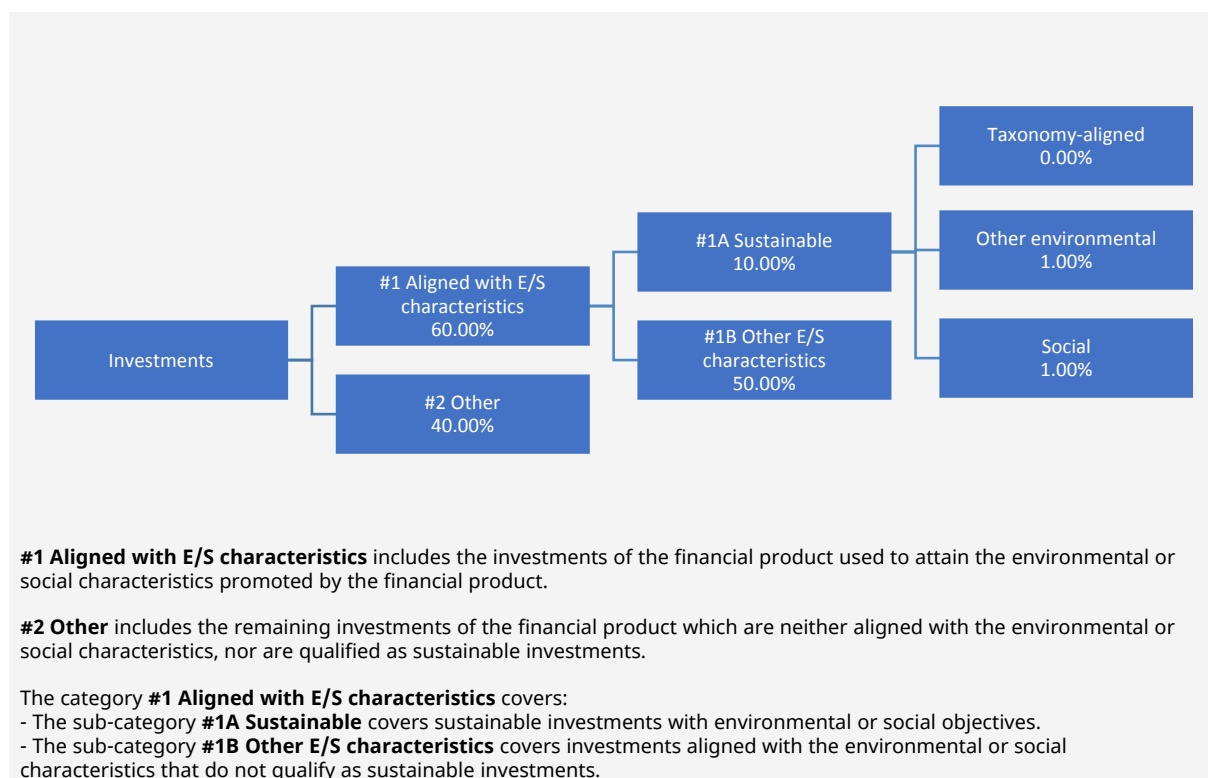 Investments
#1 Aligned with E/S
characteristics
60.00%
#2 Other
40.00%
#1A Sustainable
10.00%
#1B Other E/S
characteristics
50.00%
Taxonomy-aligned
0.00%
Other environmental
1.00%
Social
1.00%
#1 Aligned with E/S characteristics includes the investments of the financial product used to attain the environmental or
social characteristics promoted by the financial product.
#2 Other includes the remaining investments of the financial product which are neither aligned with the environmental or
social characteristics, nor are qualified as sustainable investments.
The category #1 Aligned with E/S characteristics covers:
- The sub-category #1A Sustainable covers sustainable investments with environmental or social objectives.
- The sub-category #1B Other E/S characteristics covers investments aligned with the environmental or social
characteristics that do not qualify as sustainable investments.